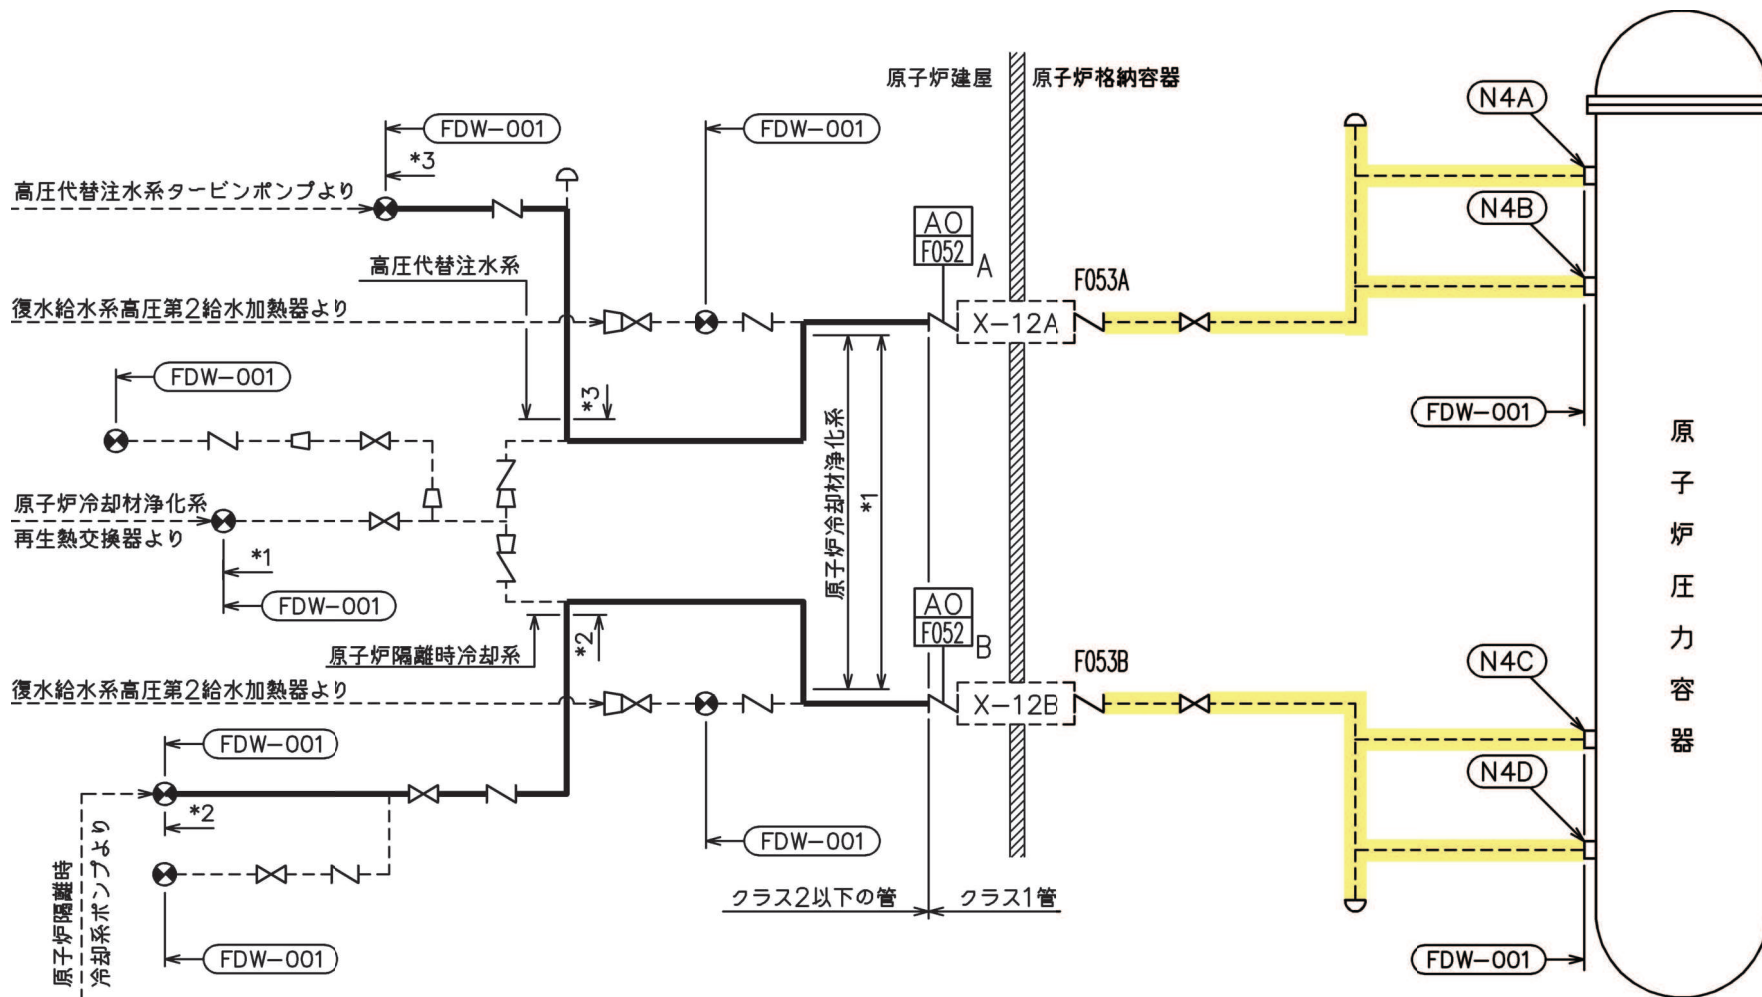 原子炉建屋
原子炉格納容器
N4A
FDW-001
FDW-001
*3
高圧代替注水系タービンポンプより
N4B
AO
F052
A
高圧代替注水系
F053A
復水給水系高圧第2給水加熱器より
X-12A
FDW-001
*3
FDW-001
原子炉冷却材浄化系
*1
原子炉圧力容器
原子炉冷却材浄化系
再生熱交換器より
*1
FDW-001
AO
F052
B
*2
原子炉隔離時冷却系
F053B
N4C
復水給水系高圧第2給水加熱器より
X-12B
FDW-001
N4D
*2
FDW-001
原子炉隔離時
冷却系ポンプより
クラス2以下の管
クラス1管
FDW-001
FDW-001